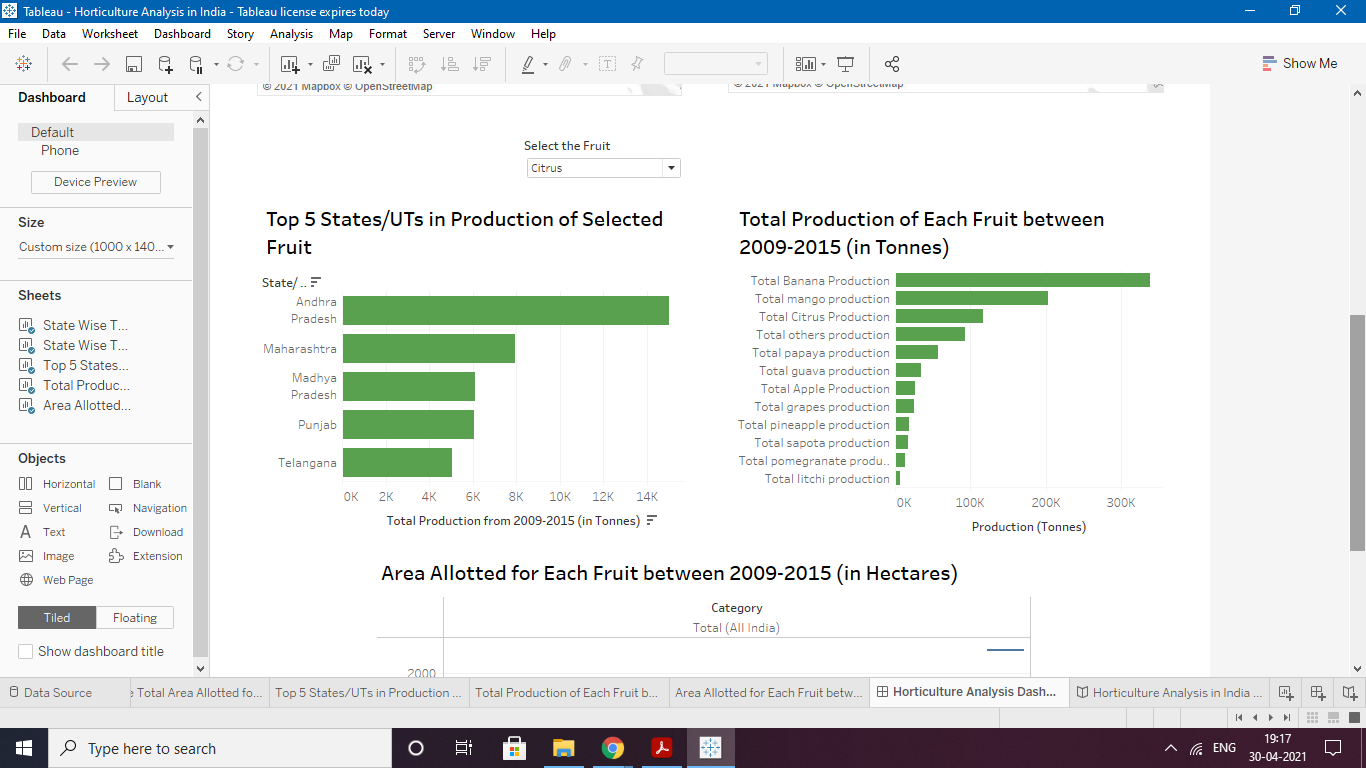 Tableau - Horticulture Analysis in India - Tableau license expires today
File Data Worksheet Dashboard Story Analysis Map Format Server Window Help
Show Me
Dashboard Layout
Default
Phone
Device Preview
Size
Custom size (1000 x 140...
Sheets
State Wise T...
State Wise T...
Top 5 States...
Total Produc...
Area Allotted...
Objects
Horizontal Blank
Vertical Navigation
Text Download
Image Extension
Web Page
Tiled Floating
Show dashboard title
© 2021 Mapbox © OpenStreetMap
© 2021 Mapbox © OpenStreetMap
Select the Fruit
Citrus
Top 5 States/UTs in Production of Selected
Fruit
State/ ..
Andhra
Pradesh
Maharashtra
Madhya
Pradesh
Punjab
Telangana
0K 2K 4K 6K 8K 10K 12K 14K
Total Production from 2009-2015 (in Tonnes)
Total Production of Each Fruit between
2009-2015 (in Tonnes)
Total Banana Production
Total mango production
Total Citrus Production
Total others production
Total papaya production
Total guava production
Total Apple Production
Total grapes production
Total pineapple production
Total sapota production
Total pomegranate produ..
Total litchi production
0K 100K 200K 300K
Production (Tonnes)
Area Allotted for Each Fruit between 2009-2015 (in Hectares)
Category
Total (All India)
2000
Data Source
e Total Area Allotted fo...
Top 5 States/UTs in Production ...
Total Production of Each Fruit b...
Area Allotted for Each Fruit betw...
Horticulture Analysis Dash...
Horticulture Analysis in India ...
Type here to search
ENG
19:17
30-04-2021